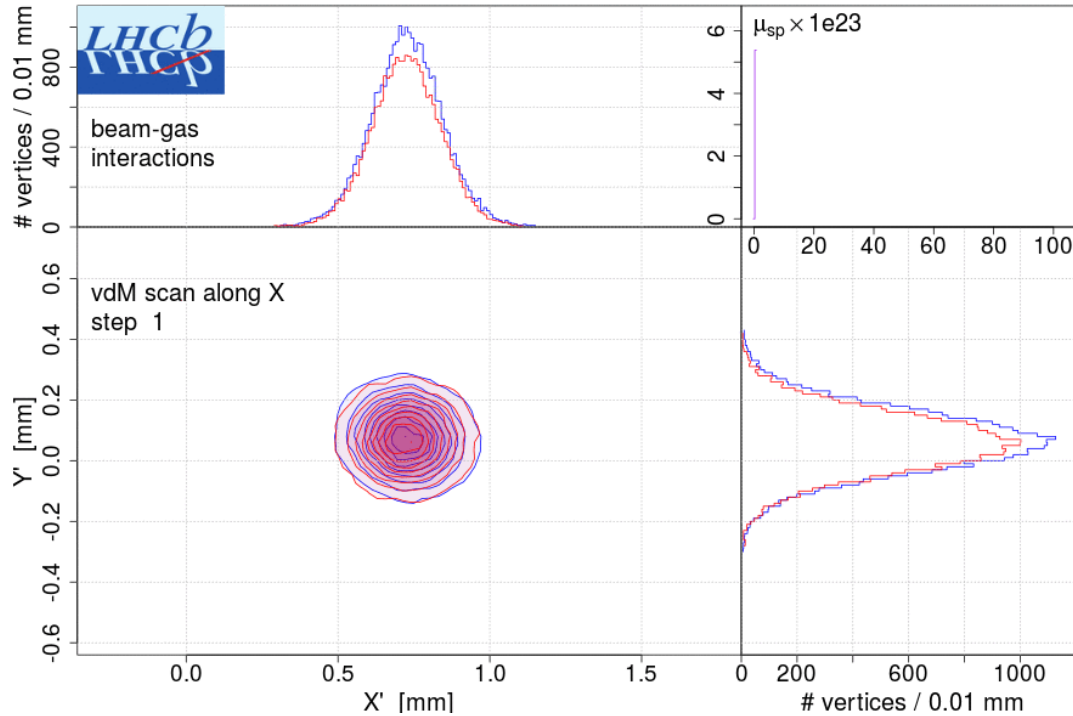 LHCb
LHCb
# vertices / 0.01 mm
0
400
800
beam-gas
interactions
μsp × 1e23
0
2
4
6
0
20
40
60
80
100
vdM scan along X
step 1
Y' [mm]
0.6
0.4
0.2
0.0
-0.2
-0.4
-0.6
0.0
0.5
1.0
1.5
X' [mm]
0
200
600
1000
# vertices / 0.01 mm